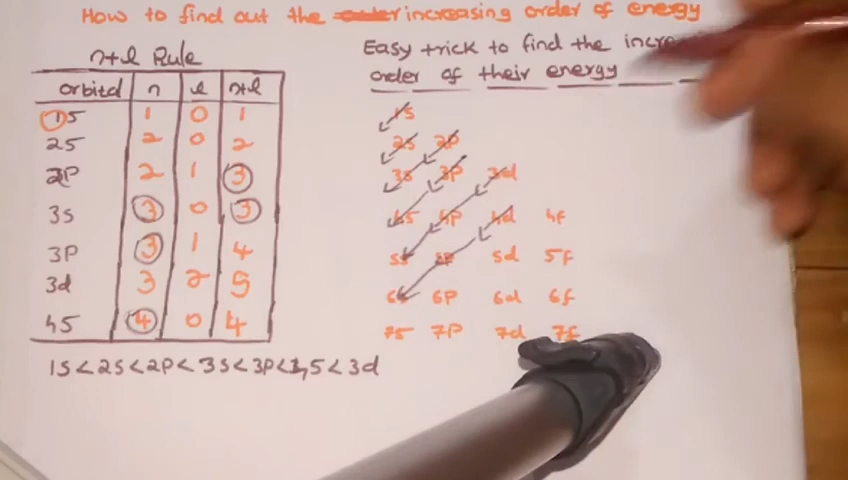 How to find out the increasing order of energy
n+l Rule
orbital n l n+l
1s 1 0 1
2s 2 0 2
2p 2 1 3
3s 3 0 3
3p 3 1 4
3d 3 2 5
4s 4 0 4
1s < 2s < 2p < 3s < 3p < 4s < 3d
Easy trick to find the
order of their energy
1s
2s 2p
3s 3p 3d
4s 4p 4d 4f
5s 5p 5d 5f
6s 6p 6d 6f
7s 7p 7d 7f